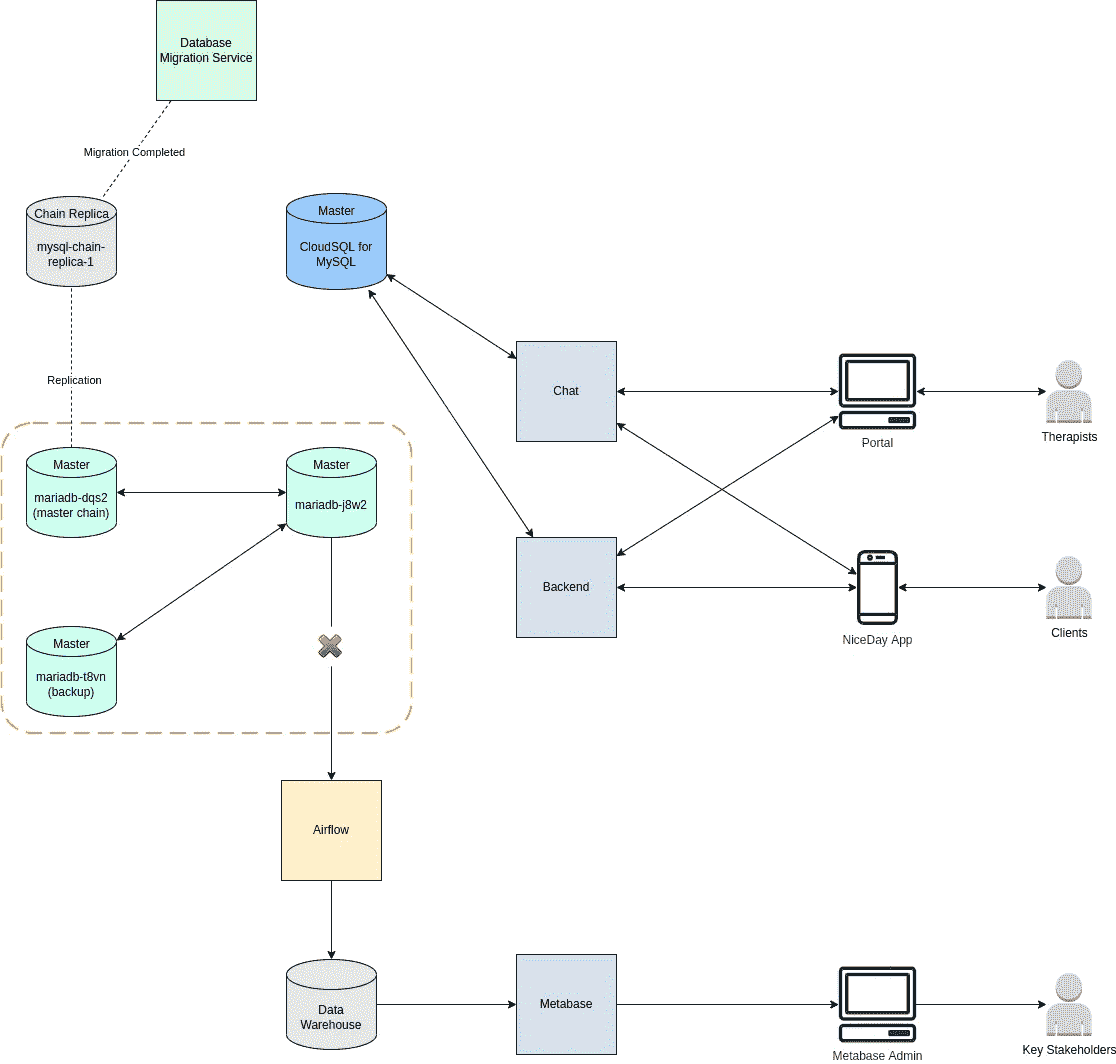 Database
Migration Service
Migration Completed
Chain Replica
mysql-chain-
replica-1
Master
CloudSQL for
MySQL
Replication
Chat
Portal
Therapists
Master
mariadb-dqs2
(master chain)
Master
mariadb-j8w2
Backend
NiceDay App
Clients
Master
mariadb-t8vn
(backup)
Airflow
Data
Warehouse
Metabase
Metabase Admin
Key Stakeholders